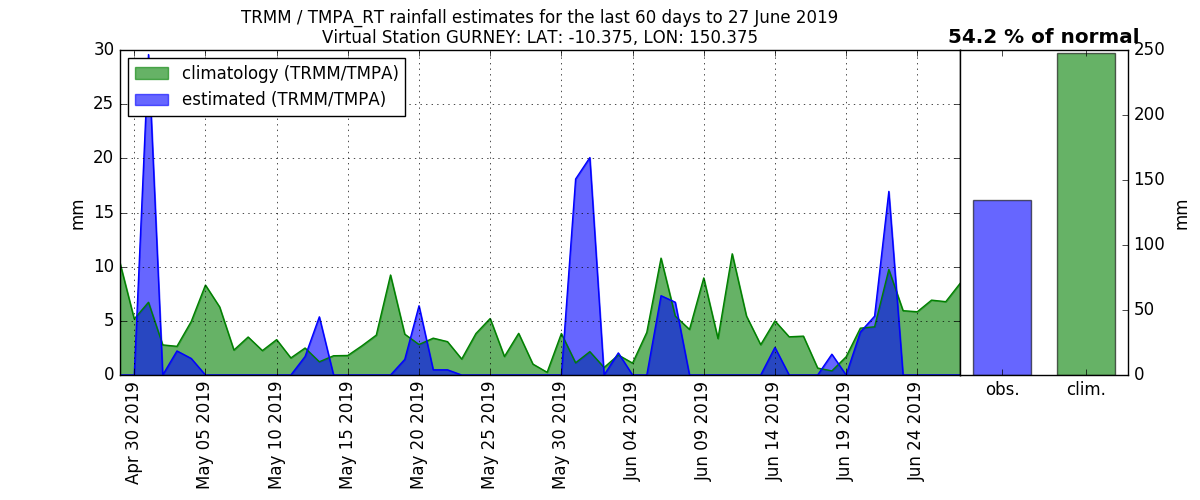 TRMM / TMPA_RT rainfall estimates for the last 60 days to 27 June 2019
Virtual Station GURNEY: LAT: -10.375, LON: 150.375
54.2 % of normal
climatology (TRMM/TMPA)
estimated (TRMM/TMPA)
30
25
20
15
10
5
0
mm
Apr 30 2019
May 05 2019
May 10 2019
May 15 2019
May 20 2019
May 25 2019
May 30 2019
Jun 04 2019
Jun 09 2019
Jun 14 2019
Jun 19 2019
Jun 24 2019
250
200
150
100
50
0
mm
obs.
clim.